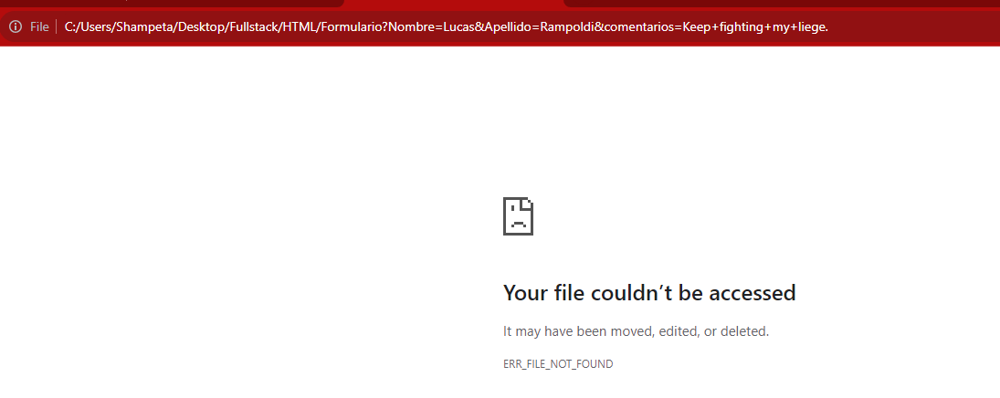 File C:/Users/Shampeta/Desktop/Fullstack/HTML/Formulario?Nombre=Lucas&Apellido=Rampoldi&comentarios=Keep+fighting+my+liege.
Your file couldn’t be accessed
It may have been moved, edited, or deleted.
ERR_FILE_NOT_FOUND